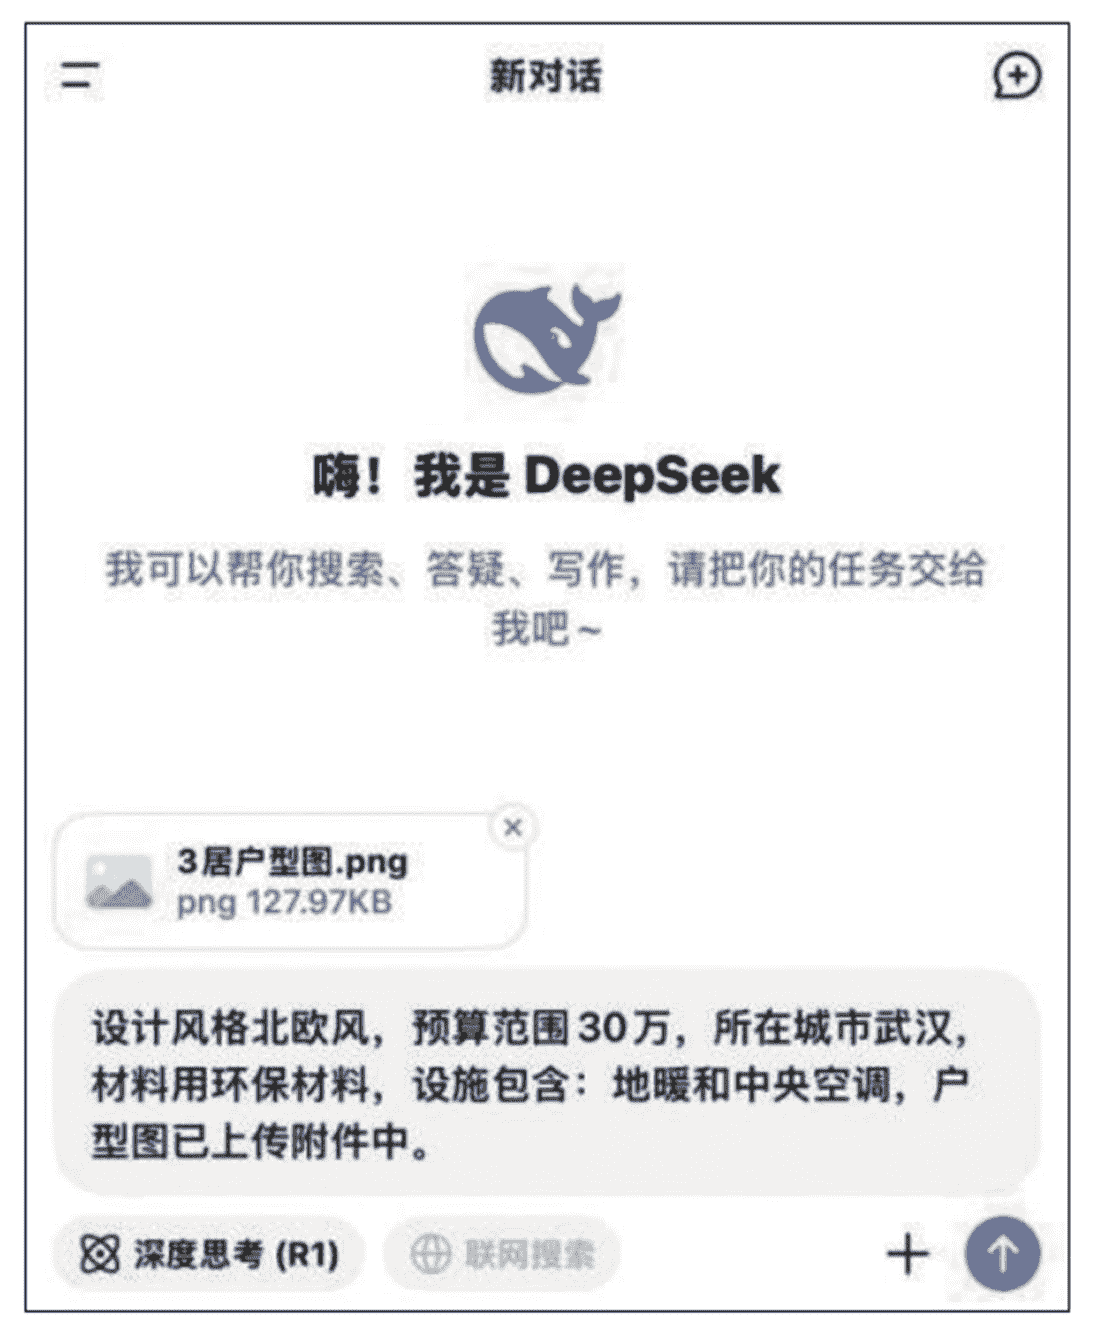 新对话
嗨！我是 DeepSeek
我可以帮你搜索、答疑、写作，请把你的任务交给
我吧～
3居户型图.png
png 127.97KB
设计风格北欧风，预算范围 30 万，所在城市武汉，
材料用环保材料，设施包含：地暖和中央空调，户
型图已上传附件中。
深度思考 (R1)
联网搜索